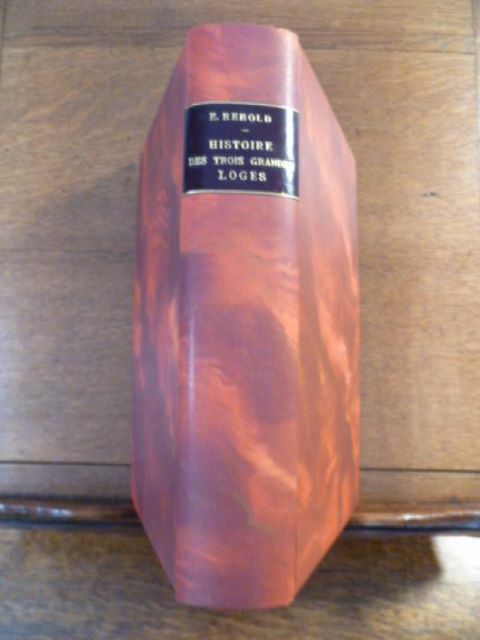 E. REBOLD
HISTOIRE
DES TROIS GRANDES
LOGES